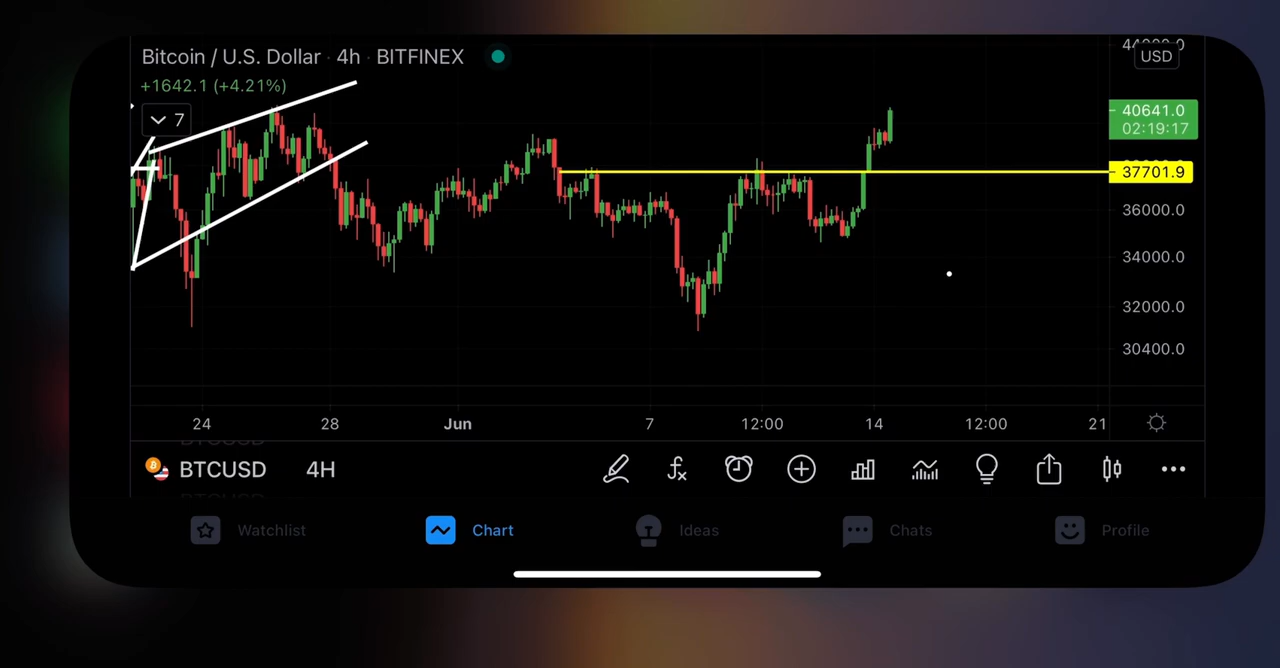 Bitcoin / U.S. Dollar · 4h · BITFINEX
+1642.1 (+4.21%)
7
USD
40641.0
02:19:17
37701.9
36000.0
34000.0
32000.0
30400.0
24 28 Jun 7 12:00 14 12:00 21
BTCUSD 4H
Watchlist Chart Ideas Chats Profile